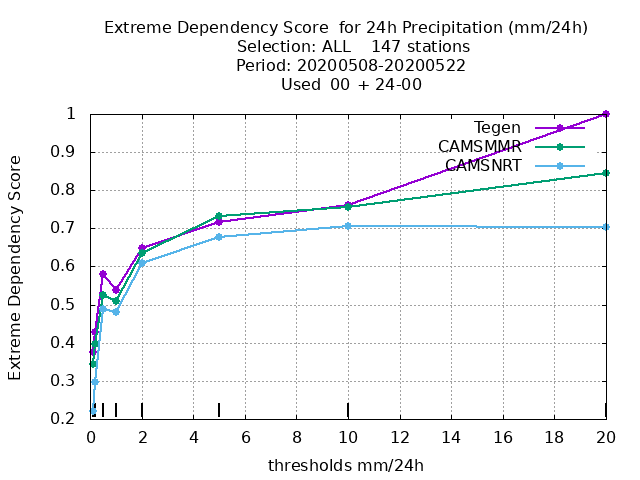 Extreme Dependency Score  for 24h Precipitation (mm/24h)
Selection: ALL    147 stations
Period: 20200508-20200522
Used  00 + 24-00
Extreme Dependency Score
1
0.9
0.8
0.7
0.6
0.5
0.4
0.3
0.2
Tegen
CAMSMMR
CAMSNRT
0 2 4 6 8 10 12 14 16 18 20
thresholds mm/24h